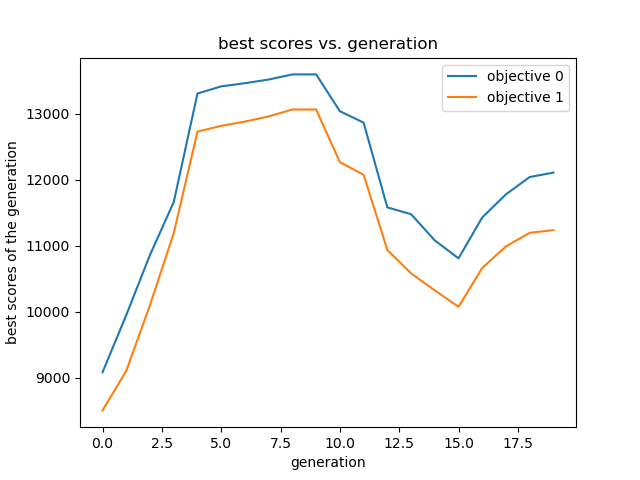 best scores vs. generation
objective 0
objective 1
best scores of the generation
13000
12000
11000
10000
9000
0.0 2.5 5.0 7.5 10.0 12.5 15.0 17.5
generation